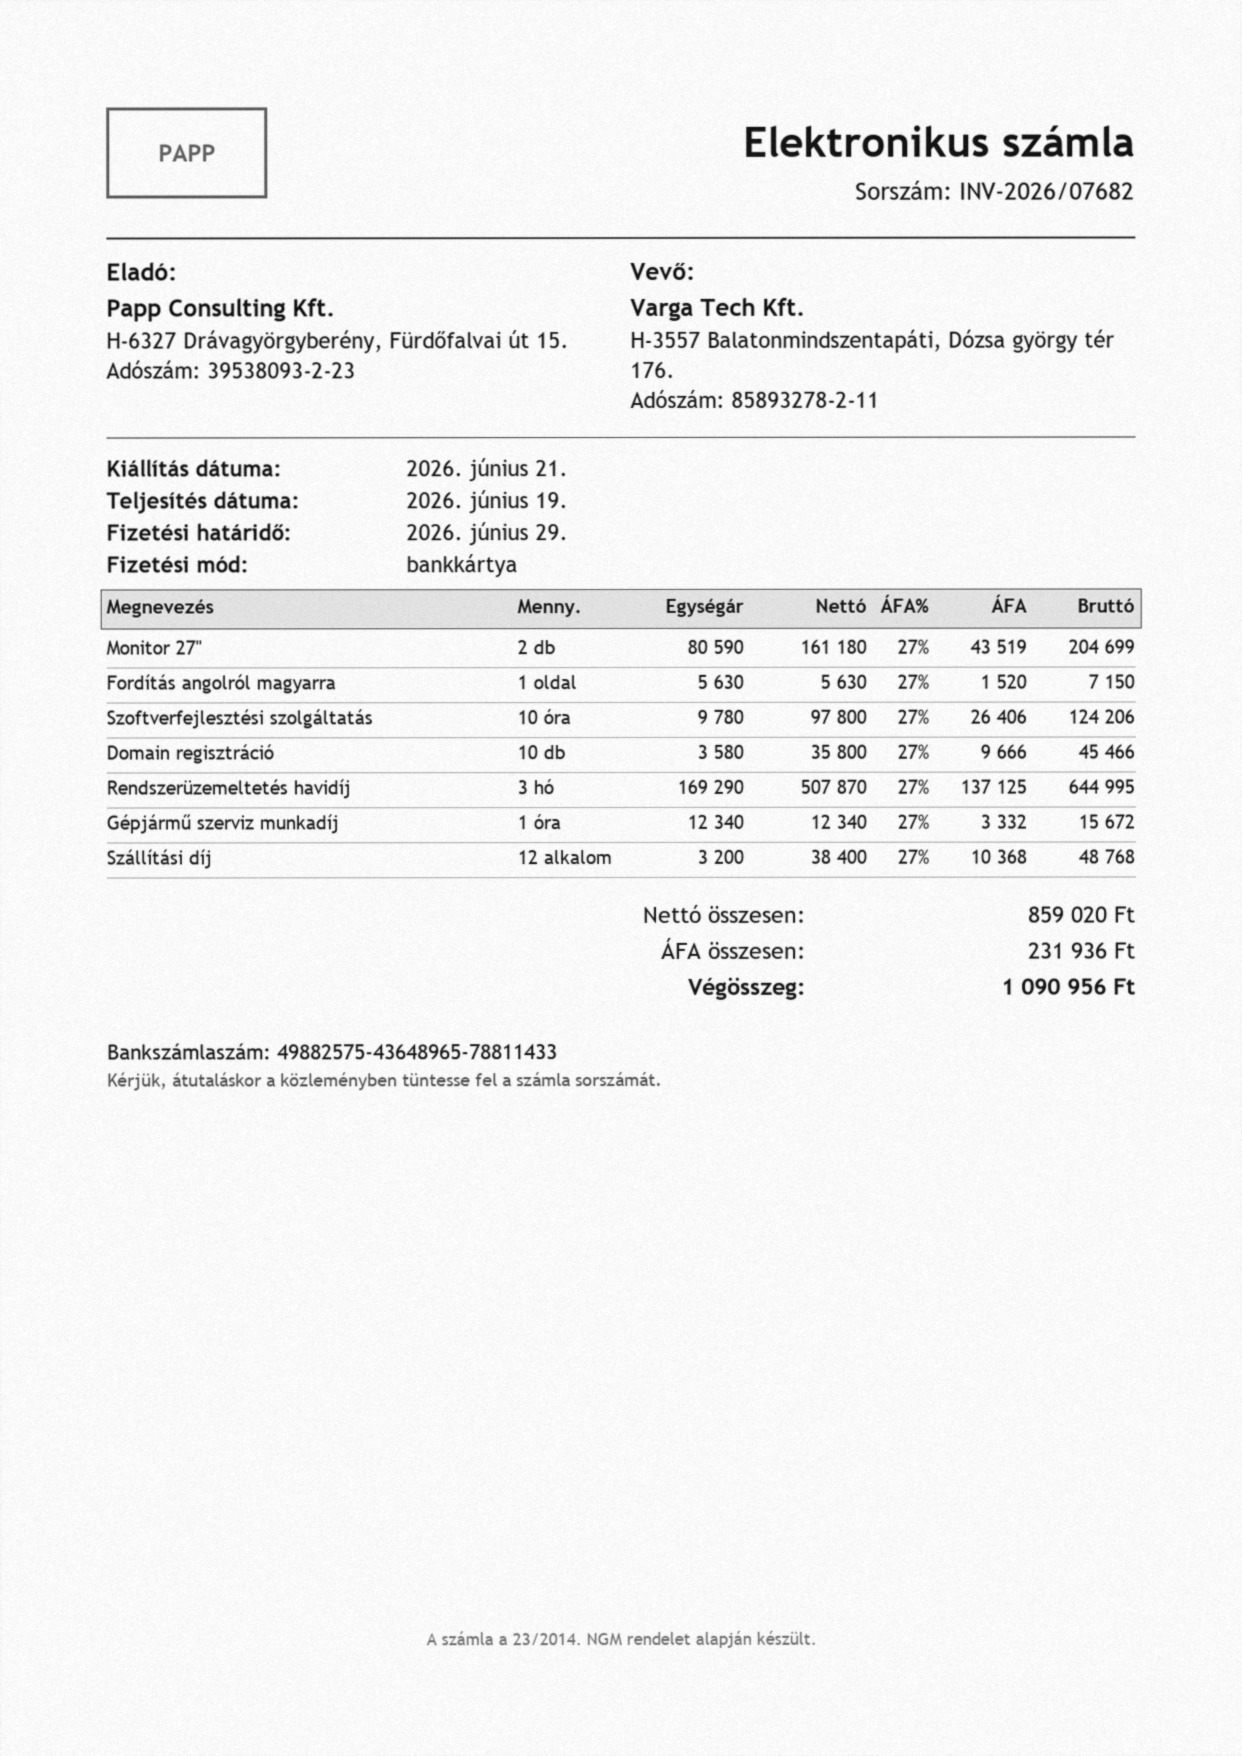 PAPP
Elektronikus számla
Sorszám: INV-2026/07682
Eladó:
Papp Consulting Kft.
H-6327 Drávagyörgyberény, Fürdőfalvai út 15.
Adószám: 39538093-2-23
Vevő:
Varga Tech Kft.
H-3557 Balatonmindszentapáti, Dózsa györgy tér
176.
Adószám: 85893278-2-11
Kiállítás dátuma: 2026. június 21.
Teljesítés dátuma: 2026. június 19.
Fizetési határidő: 2026. június 29.
Fizetési mód: bankkártya
Megnevezés Menny. Egységár Nettó ÁFA% ÁFA Bruttó
Monitor 27" 2 db 80 590 161 180 27% 43 519 204 699
Fordítás angolról magyarra 1 oldal 5 630 5 630 27% 1 520 7 150
Szoftverfejlesztési szolgáltatás 10 óra 9 780 97 800 27% 26 406 124 206
Domain regisztráció 10 db 3 580 35 800 27% 9 666 45 466
Rendszerüzemeltetés havidíj 3 hó 169 290 507 870 27% 137 125 644 995
Gépjármű szerviz munkadíj 1 óra 12 340 12 340 27% 3 332 15 672
Szállítási díj 12 alkalom 3 200 38 400 27% 10 368 48 768
Nettó összesen: 859 020 Ft
ÁFA összesen: 231 936 Ft
Végösszeg: 1 090 956 Ft
Bankszámlaszám: 49882575-43648965-78811433
Kérjük, átutaláskor a közleményben tüntesse fel a számla sorszámát.
A számla a 23/2014. NGM rendelet alapján készült.